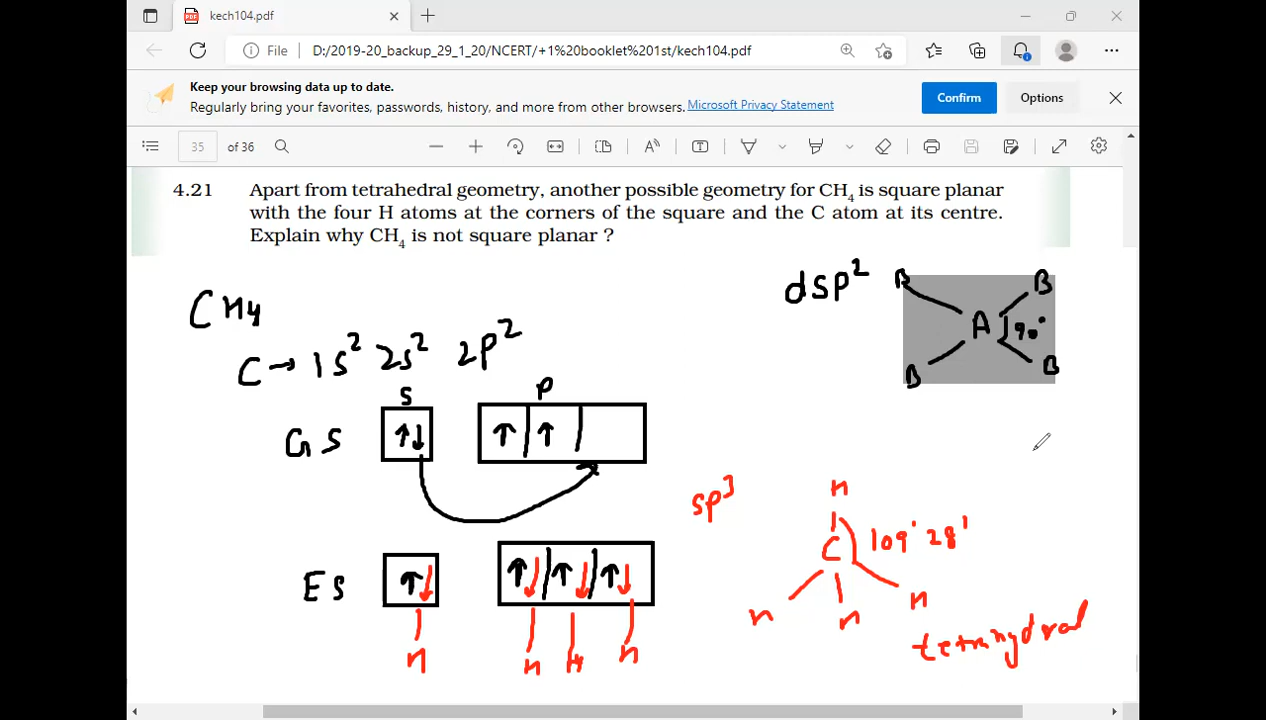 kech104.pdf
File D:/2019-20_backup_29_1_20/NCERT/+1%20booklet%201st/kech104.pdf
Keep your browsing data up to date.
Regularly bring your favorites, passwords, history, and more from other browsers. Microsoft Privacy Statement
Confirm
Options
35 of 36
4.21 Apart from tetrahedral geometry, another possible geometry for CH₄ is square planar
with the four H atoms at the corners of the square and the C atom at its centre.
Explain why CH₄ is not square planar ?
dsp²
B B
A 90°
B B
CH4
C → 1s² 2s² 2p²
S P
GS ↑↓ ↑ ↑
sp³
H
C 109° 28'
H H H
tetrahydral
ES ↑↓ ↑↓ ↑↓ ↑↓
H H H H